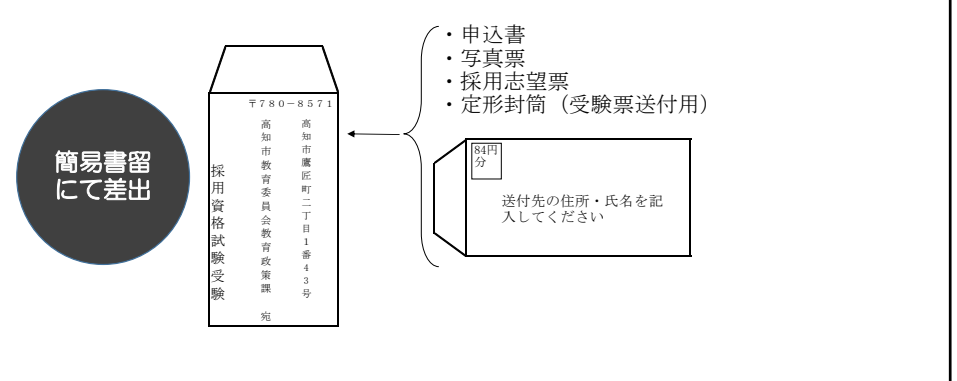 簡易書留
にて差出
〒780-8571
高知市鷹匠町二丁目1番43号
高知市教育委員会教育政策課 宛
採用資格試験受験
・申込書
・写真票
・採用志望票
・定形封筒(受験票送付用)
84円
分
送付先の住所・氏名を記
入してください